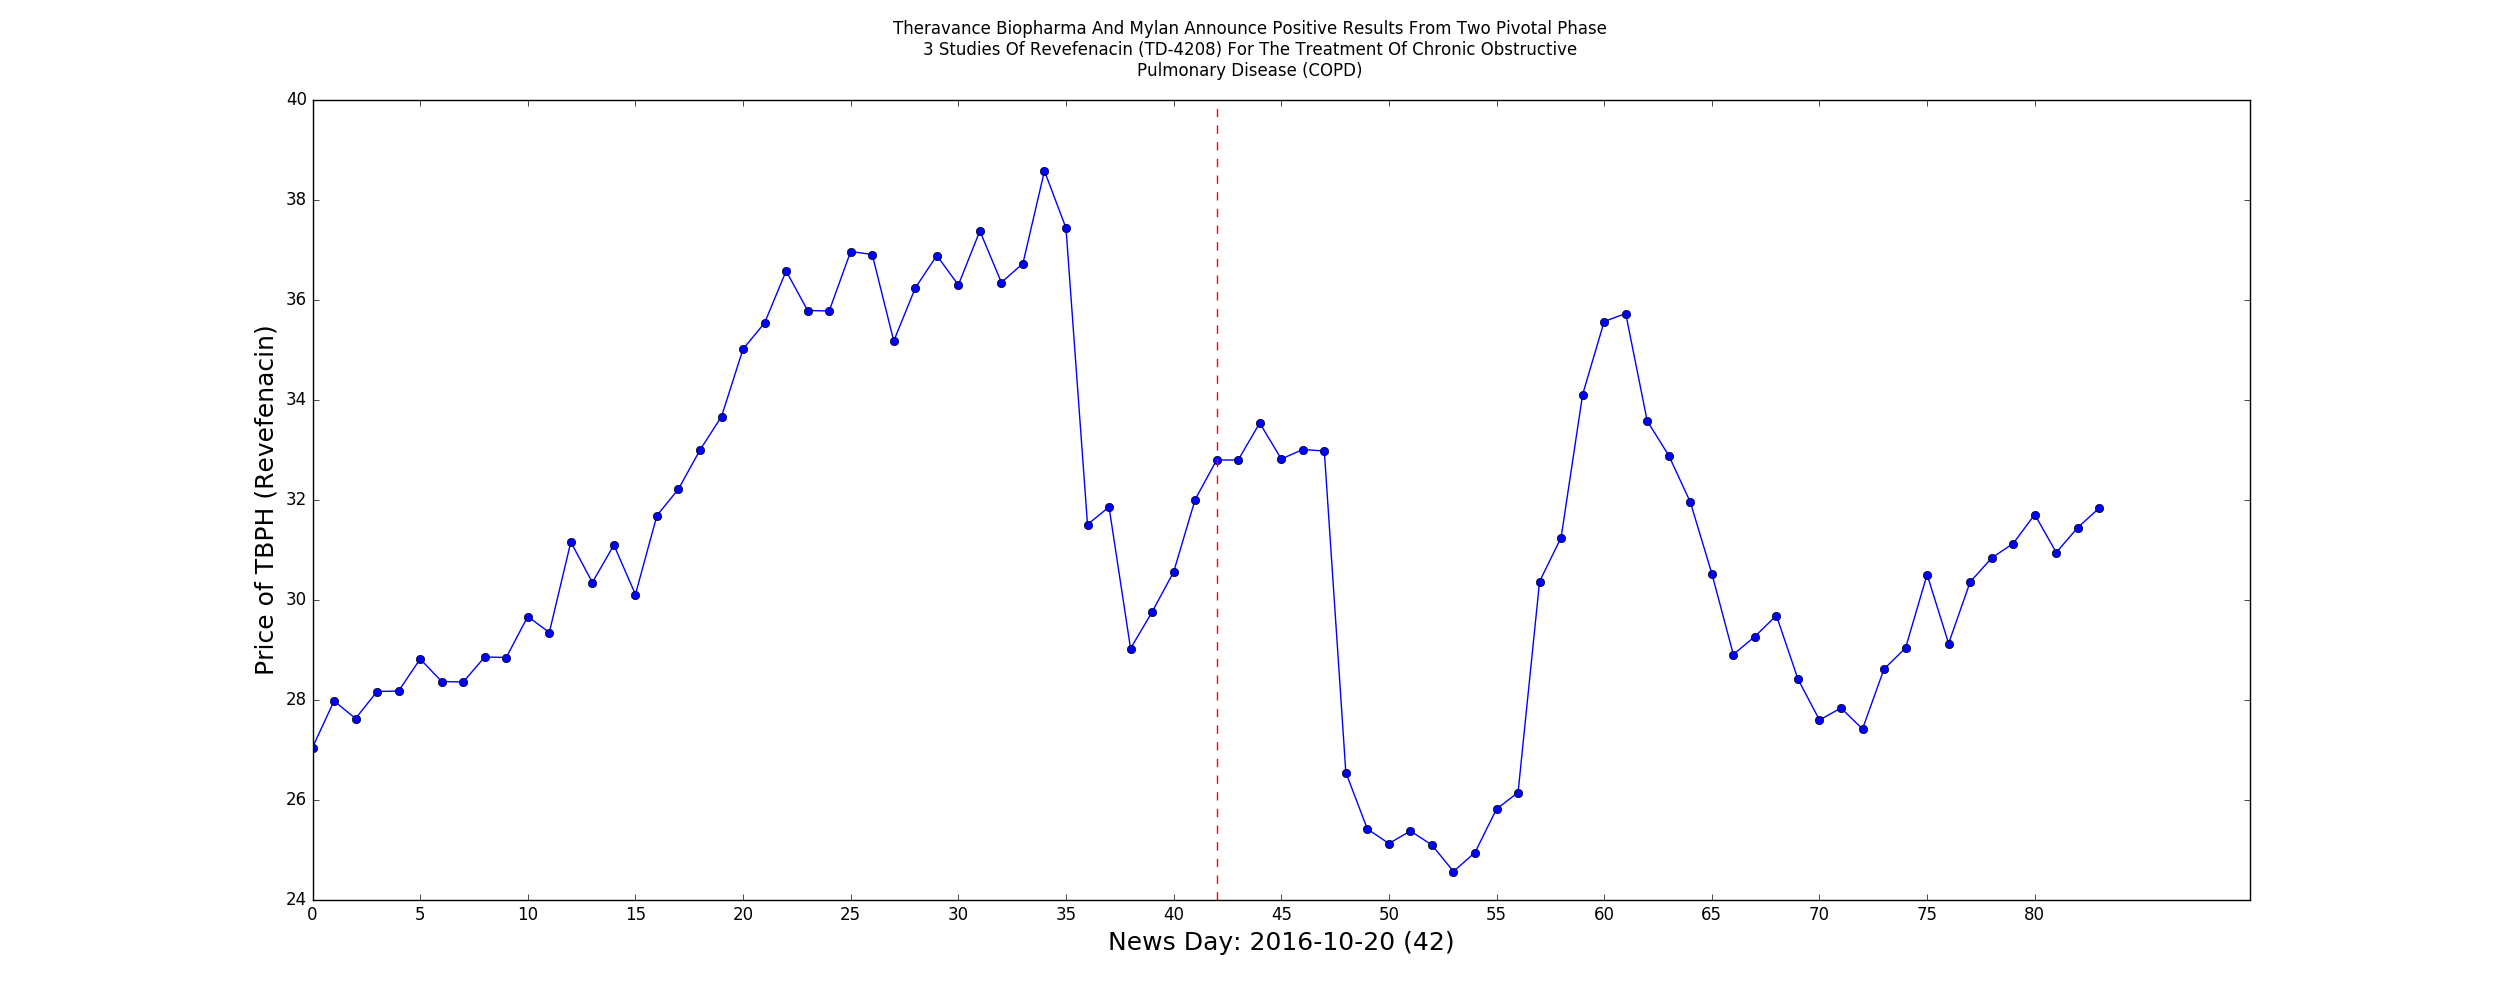 Theravance Biopharma And Mylan Announce Positive Results From Two Pivotal Phase
3 Studies Of Revefenacin (TD-4208) For The Treatment Of Chronic Obstructive
Pulmonary Disease (COPD)
Price of TBPH (Revefenacin)
40
38
36
34
32
30
28
26
24
0 5 10 15 20 25 30 35 40 45 50 55 60 65 70 75 80
News Day: 2016-10-20 (42)